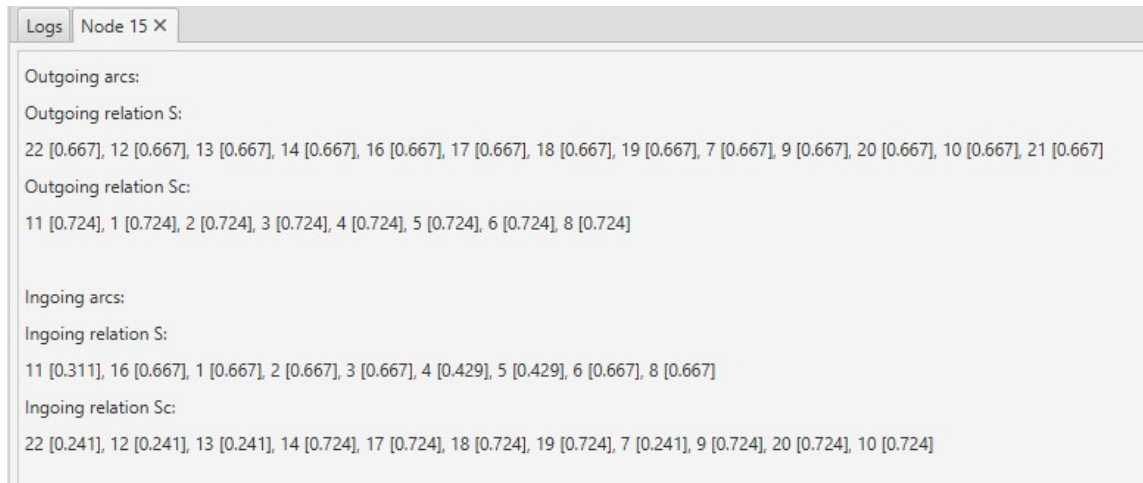 Logs Node 15 ×
Outgoing arcs:
Outgoing relation S:
22 [0.667], 12 [0.667], 13 [0.667], 14 [0.667], 16 [0.667], 17 [0.667], 18 [0.667], 19 [0.667], 7 [0.667], 9 [0.667], 20 [0.667], 10 [0.667], 21 [0.667]
Outgoing relation Sc:
11 [0.724], 1 [0.724], 2 [0.724], 3 [0.724], 4 [0.724], 5 [0.724], 6 [0.724], 8 [0.724]
Ingoing arcs:
Ingoing relation S:
11 [0.311], 16 [0.667], 1 [0.667], 2 [0.667], 3 [0.667], 4 [0.429], 5 [0.429], 6 [0.667], 8 [0.667]
Ingoing relation Sc:
22 [0.241], 12 [0.241], 13 [0.241], 14 [0.724], 17 [0.724], 18 [0.724], 19 [0.724], 7 [0.241], 9 [0.724], 20 [0.724], 10 [0.724]